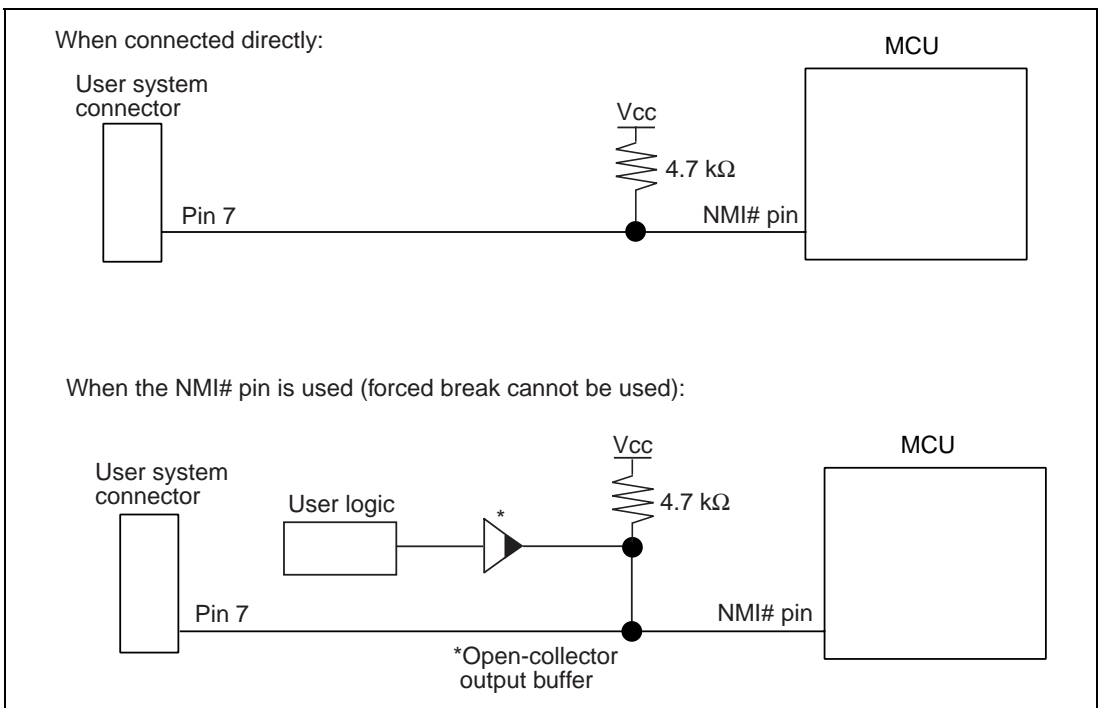 When connected directly:
MCU
User system
connector
Vcc
4.7 kΩ
Pin 7
NMI# pin
When the NMI# pin is used (forced break cannot be used):
MCU
Vcc
User system
connector
User logic
*
4.7 kΩ
Pin 7
NMI# pin
*Open-collector
output buffer